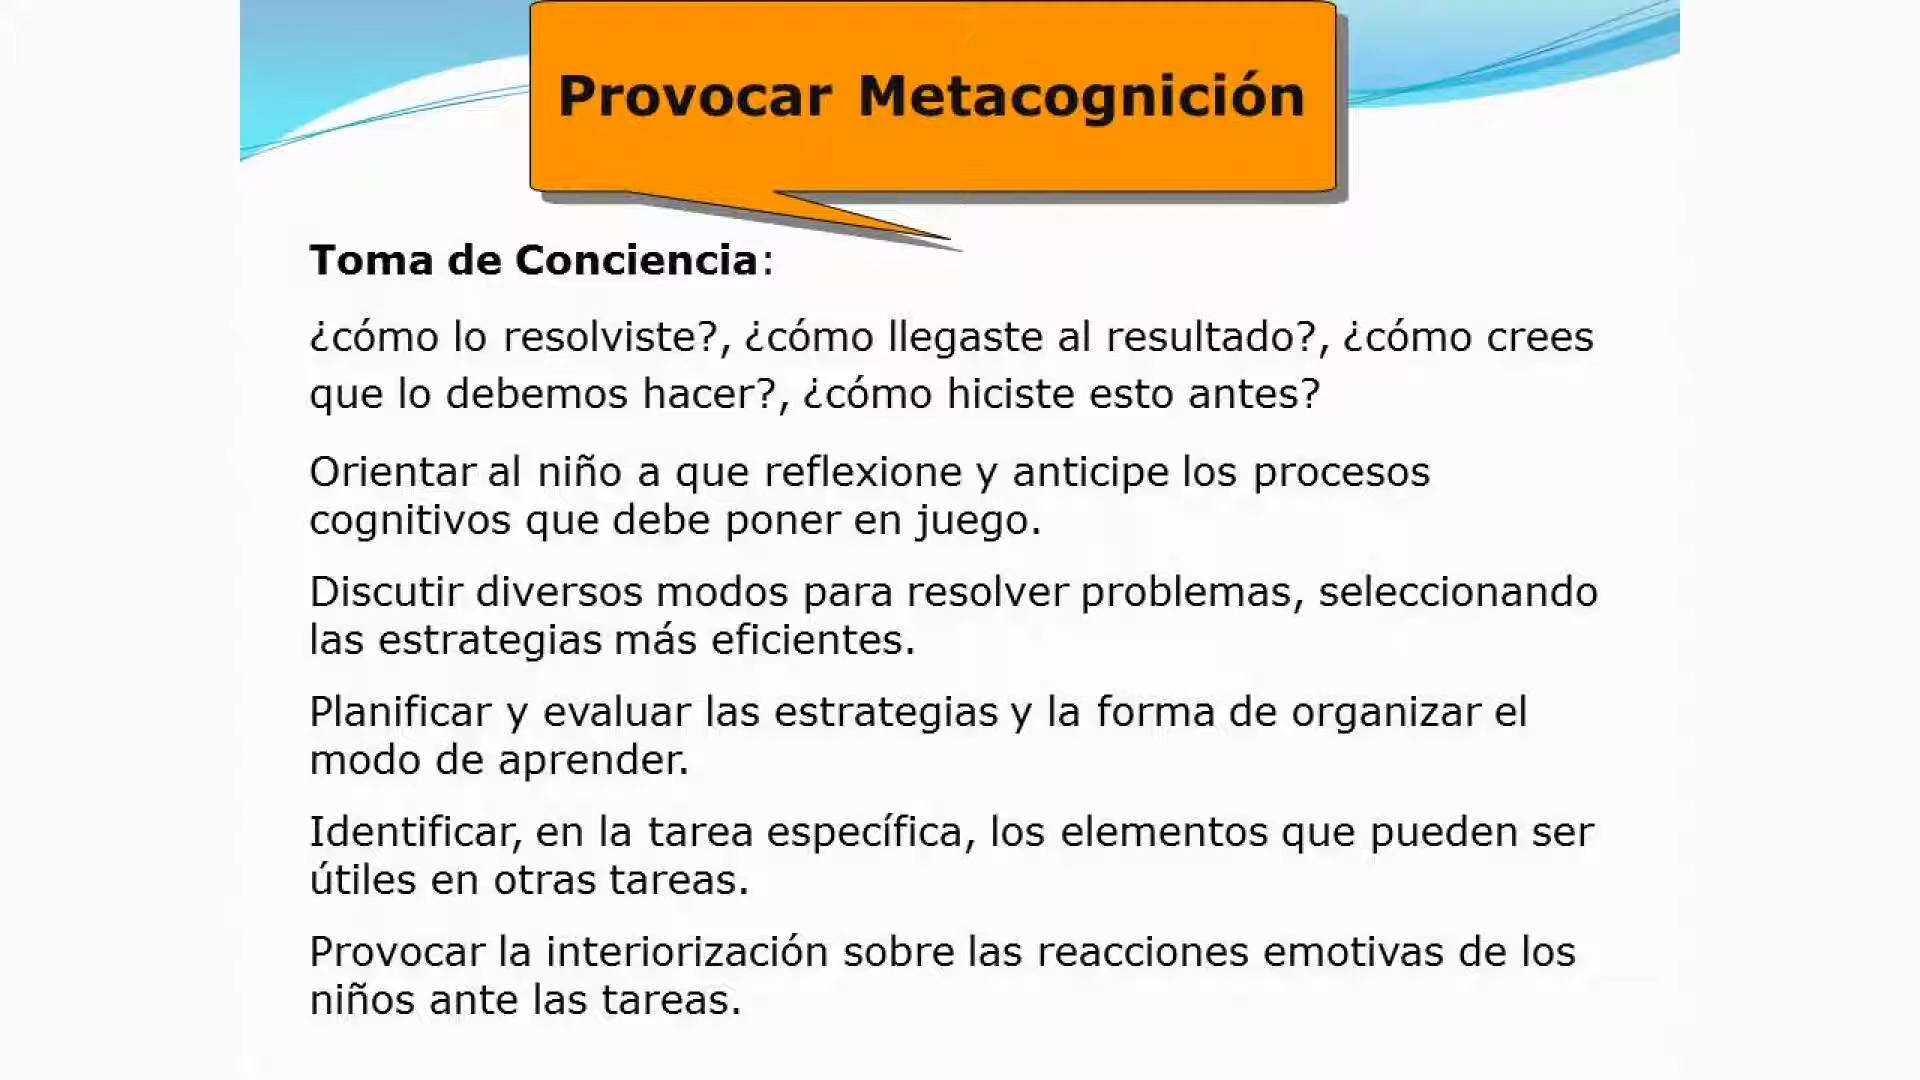 Provocar Metacognición
Toma de Conciencia:
¿cómo lo resolviste?, ¿cómo llegaste al resultado?, ¿cómo crees
que lo debemos hacer?, ¿cómo hiciste esto antes?
Orientar al niño a que reflexione y anticipe los procesos
cognitivos que debe poner en juego.
Discutir diversos modos para resolver problemas, seleccionando
las estrategias más eficientes.
Planificar y evaluar las estrategias y la forma de organizar el
modo de aprender.
Identificar, en la tarea específica, los elementos que pueden ser
útiles en otras tareas.
Provocar la interiorización sobre las reacciones emotivas de los
niños ante las tareas.